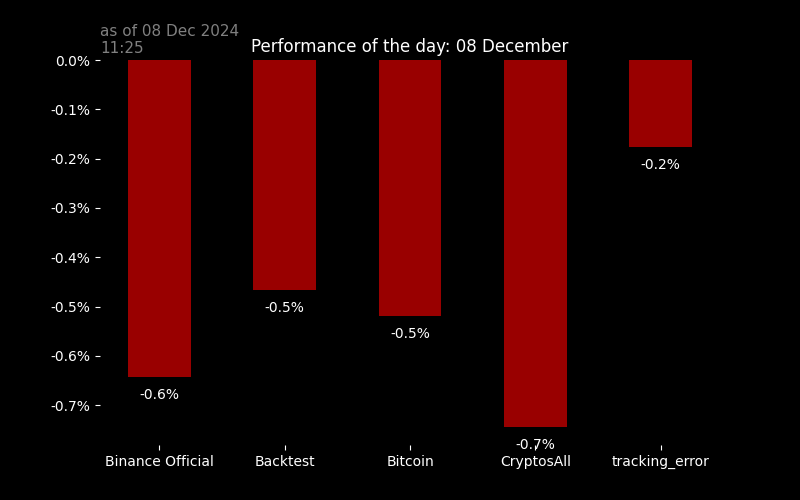 as of 08 Dec 2024
11:25
Performance of the day: 08 December
0.0%
-0.1%
-0.2%
-0.3%
-0.4%
-0.5%
-0.6%
-0.7%
-0.6%
-0.5%
-0.5%
-0.7%
-0.2%
Binance Official
Backtest
Bitcoin
CryptosAll
tracking_error